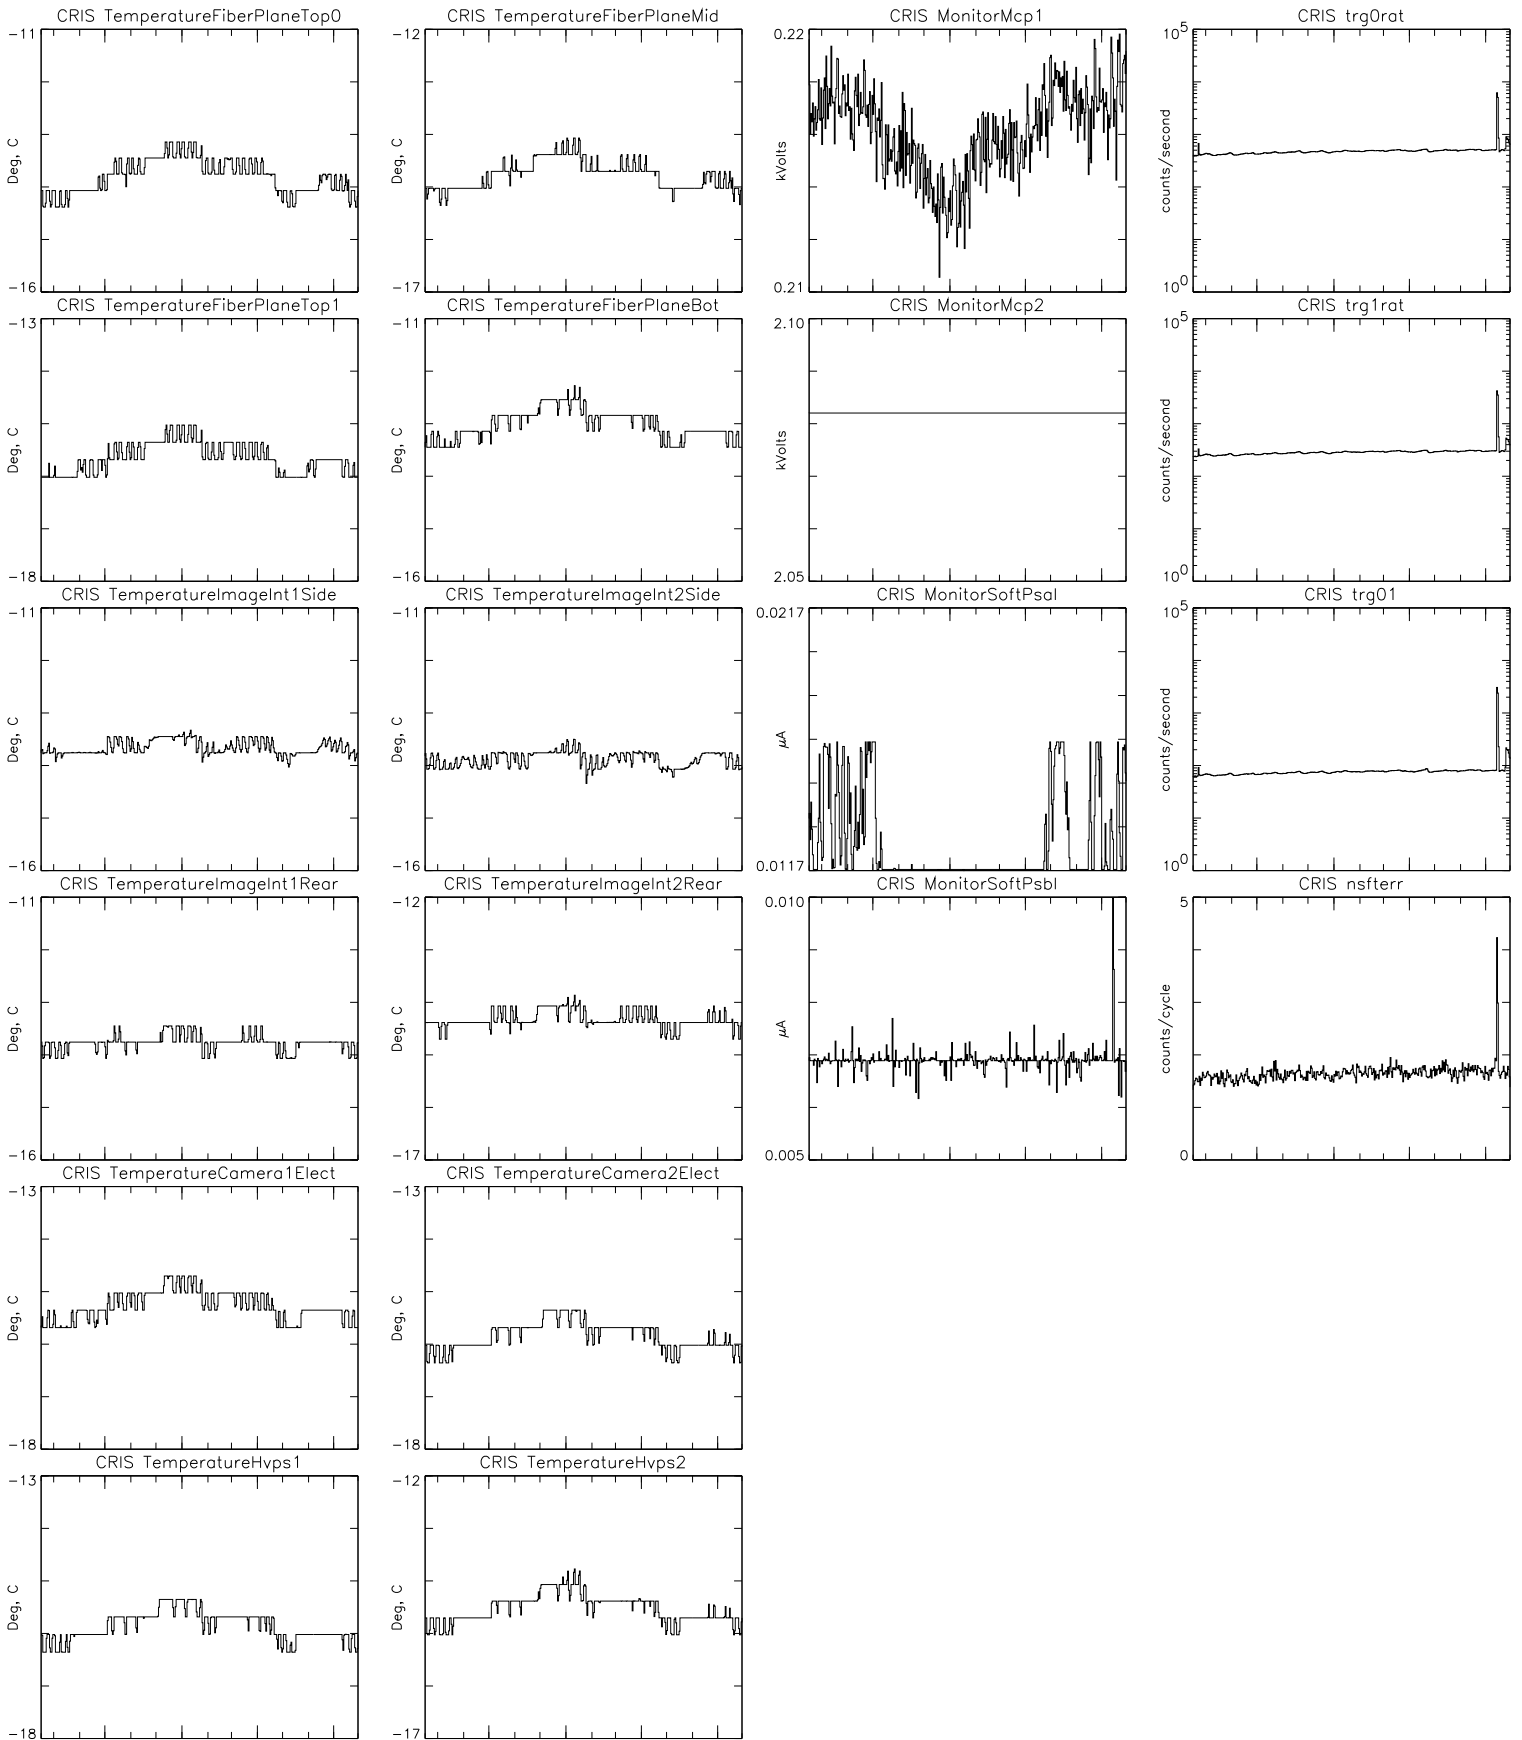 CRIS TemperatureFiberPlaneTop0
-11
Deg, C
-16
CRIS TemperatureFiberPlaneMid
-12
Deg, C
-17
CRIS MonitorMcp1
0.22
kVolts
0.21
CRIS trg0rat
10^5
counts/second
10^0
CRIS TemperatureFiberPlaneTop1
-13
Deg, C
-18
CRIS TemperatureFiberPlaneBot
-11
Deg, C
-16
CRIS MonitorMcp2
2.10
kVolts
2.05
CRIS trg1rat
10^5
counts/second
10^0
CRIS TemperatureImageInt1Side
-11
Deg, C
-16
CRIS TemperatureImageInt2Side
-11
Deg, C
-16
CRIS MonitorSoftPsaI
0.0217
μA
0.0117
CRIS trg01
10^5
counts/second
10^0
CRIS TemperatureImageInt1Rear
-11
Deg, C
-16
CRIS TemperatureImageInt2Rear
-12
Deg, C
-17
CRIS MonitorSoftPsbI
0.010
μA
0.005
CRIS nsfterr
5
counts/cycle
0
CRIS TemperatureCamera1Elect
-13
Deg, C
-18
CRIS TemperatureCamera2Elect
-13
Deg, C
-18
CRIS TemperatureHvps1
-13
Deg, C
-18
CRIS TemperatureHvps2
-12
Deg, C
-17